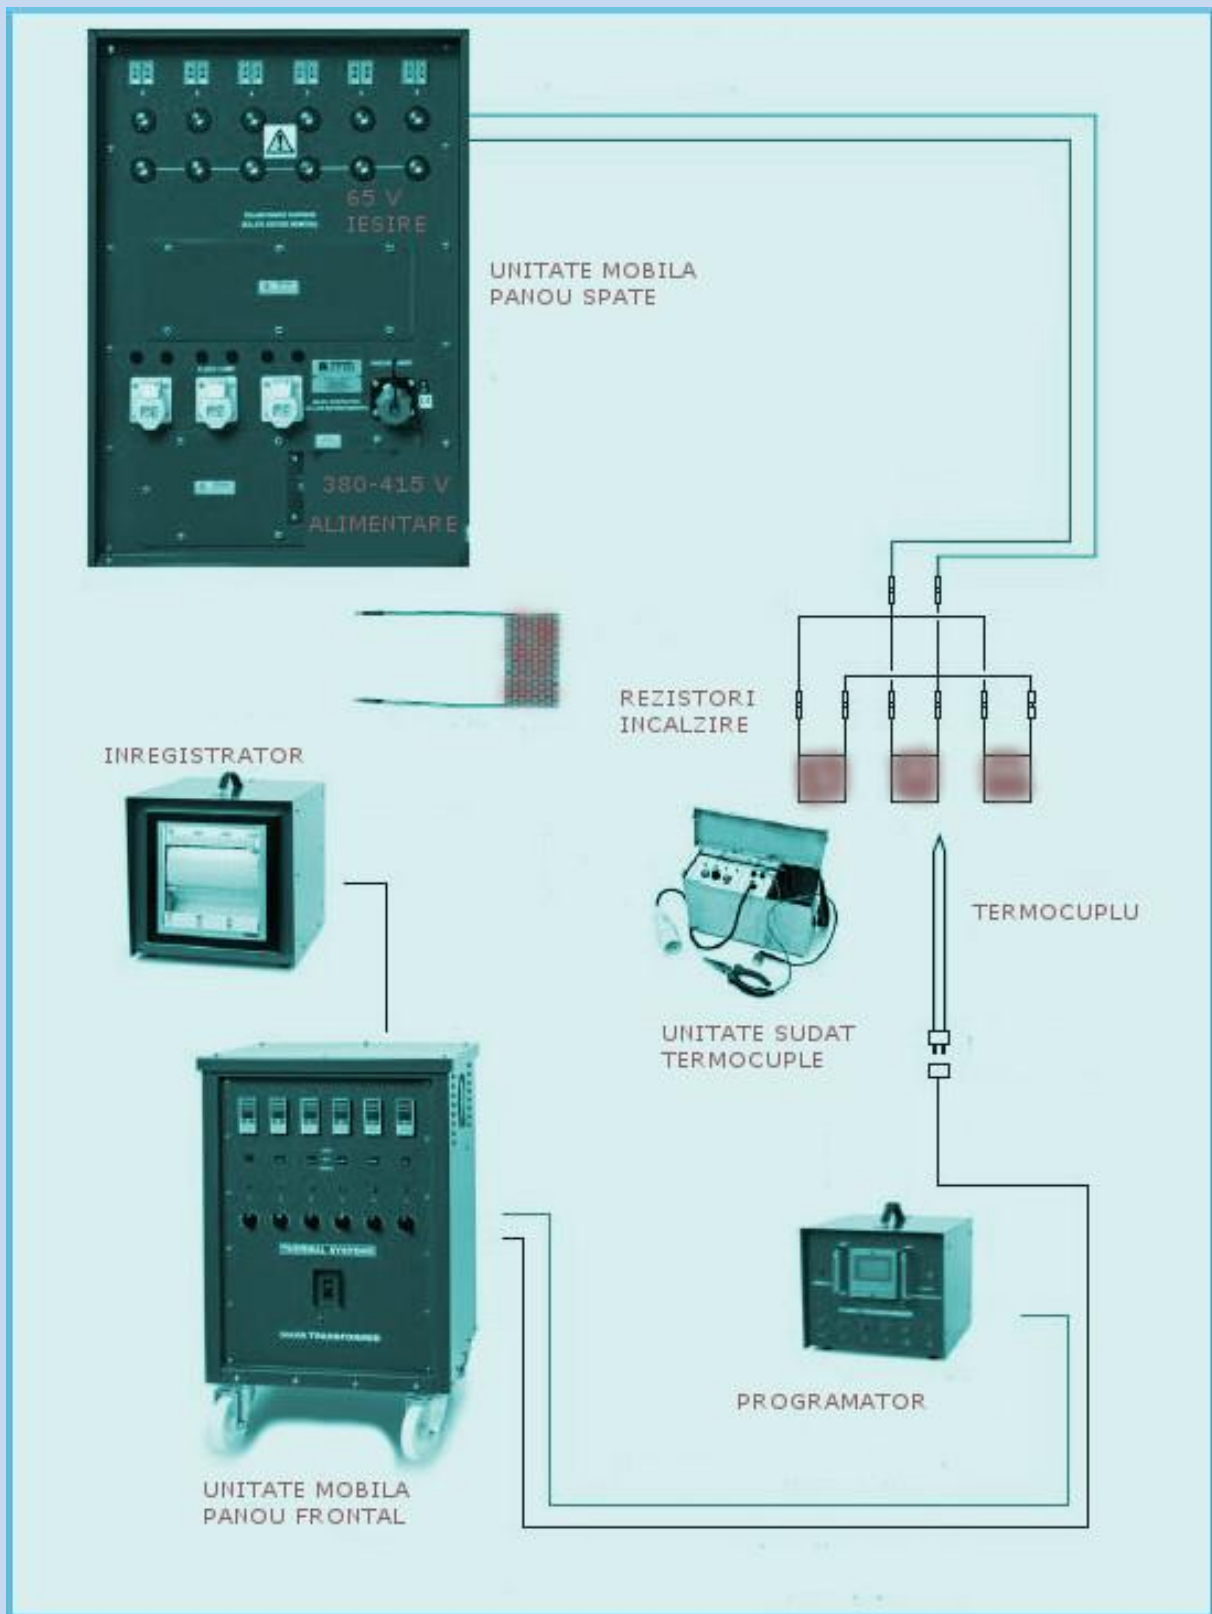 65 V
IESIRE
UNITATE MOBILA
PANOU SPATE
380-415 V
ALIMENTARE
REZISTORI
INCALZIRE
INREGISTRATOR
TERMOCUPLU
UNITATE SUDAT
TERMOCUPLE
THERMAL SYSTEMS
PROGRAMATOR
UNITATE MOBILA
PANOU FRONTAL